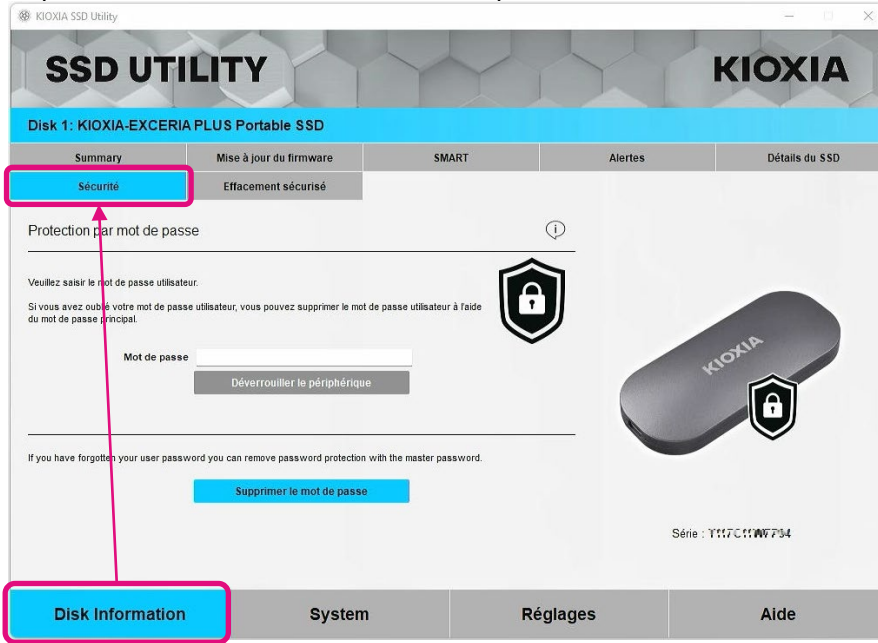 KIOXIA SSD Utility
SSD UTILITY
KIOXIA
Disk 1: KIOXIA-EXCERIA PLUS Portable SSD
Summary
Mise à jour du firmware
SMART
Alertes
Détails du SSD
Sécurité
Effacement sécurisé
Protection par mot de passe
Veuillez saisir le mot de passe utilisateur.
Si vous avez oublié votre mot de passe utilisateur, vous pouvez supprimer le mot de passe utilisateur à l'aide
du mot de passe principal.
Mot de passe
Déverrouiller le périphérique
KIOXIA
If you have forgotten your user password you can remove password protection with the master password.
Supprimer le mot de passe
Série :
Disk Information
System
Réglages
Aide